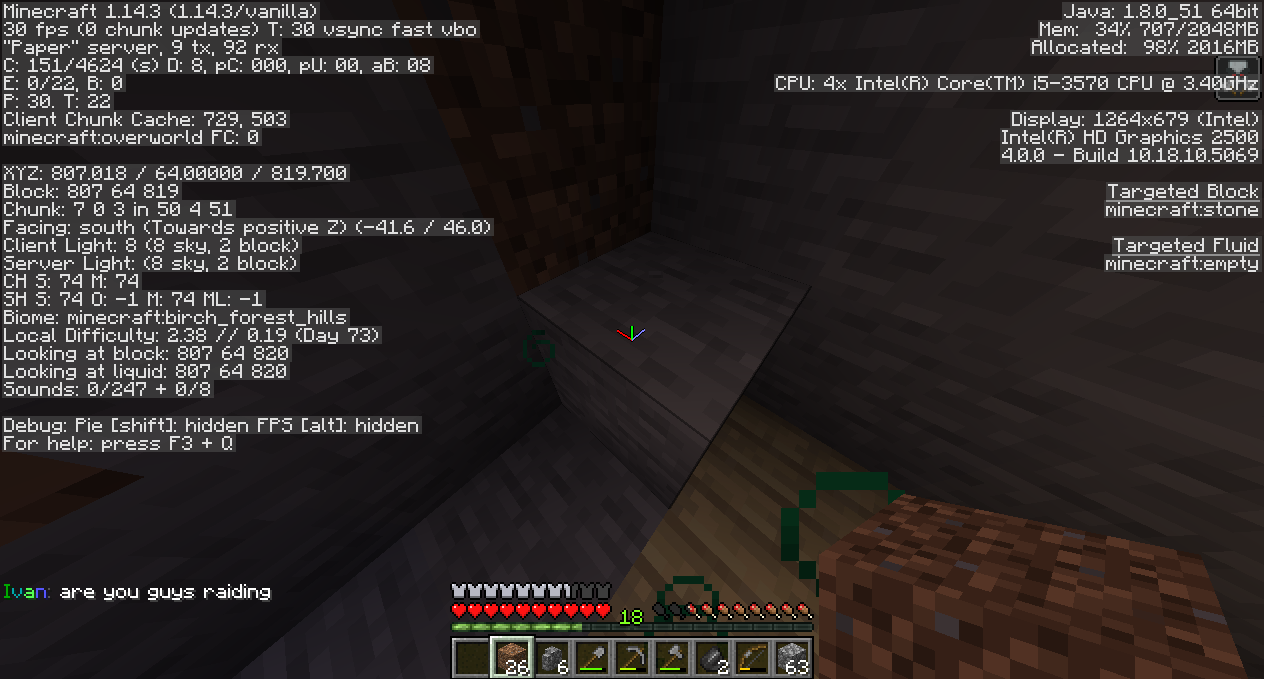 Minecraft 1.14.3 (1.14.3/vanilla)
30 fps (0 chunk updates) T: 30 vsync fast vbo
"Paper" server, 9 tx, 92 rx
C: 151/4624 (s) D: 8, pC: 000, pU: 00, aB: 08
E: 0/22, B: 0
P: 30. T: 22
Client Chunk Cache: 729, 503
minecraft:overworld FC: 0
XYZ: 807.018 / 64.00000 / 819.700
Block: 807 64 819
Chunk: 7 0 3 in 50 4 51
Facing: south (Towards positive Z) (-41.6 / 46.0)
Client Light: 8 (8 sky, 2 block)
Server Light: (8 sky, 2 block)
CH S: 74 M: 74
SH S: 74 O: -1 M: 74 ML: -1
Biome: minecraft:birch_forest_hills
Local Difficulty: 2.38 // 0.19 (Day 73)
Looking at block: 807 64 820
Looking at liquid: 807 64 820
Sounds: 0/247 + 0/8
Debug: Pie [shift]: hidden FPS [alt]: hidden
For help: press F3 + Q
Java: 1.8.0_51 64bit
Mem: 34% 707/2048MB
Allocated: 98% 2016MB
CPU: 4x Intel(R) Core(TM) i5-3570 CPU @ 3.40GHz
Display: 1264x679 (Intel)
Intel(R) HD Graphics 2500
4.0.0 - Build 10.18.10.5069
Targeted Block
minecraft:stone
Targeted Fluid
minecraft:empty
Ivan: are you guys raiding
18
26 6 2 63